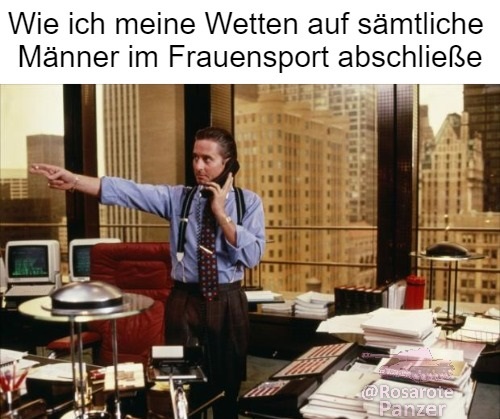 Wie ich meine Wetten auf sämtliche
Männer im Frauensport abschließe
@Rosarote
Panzer